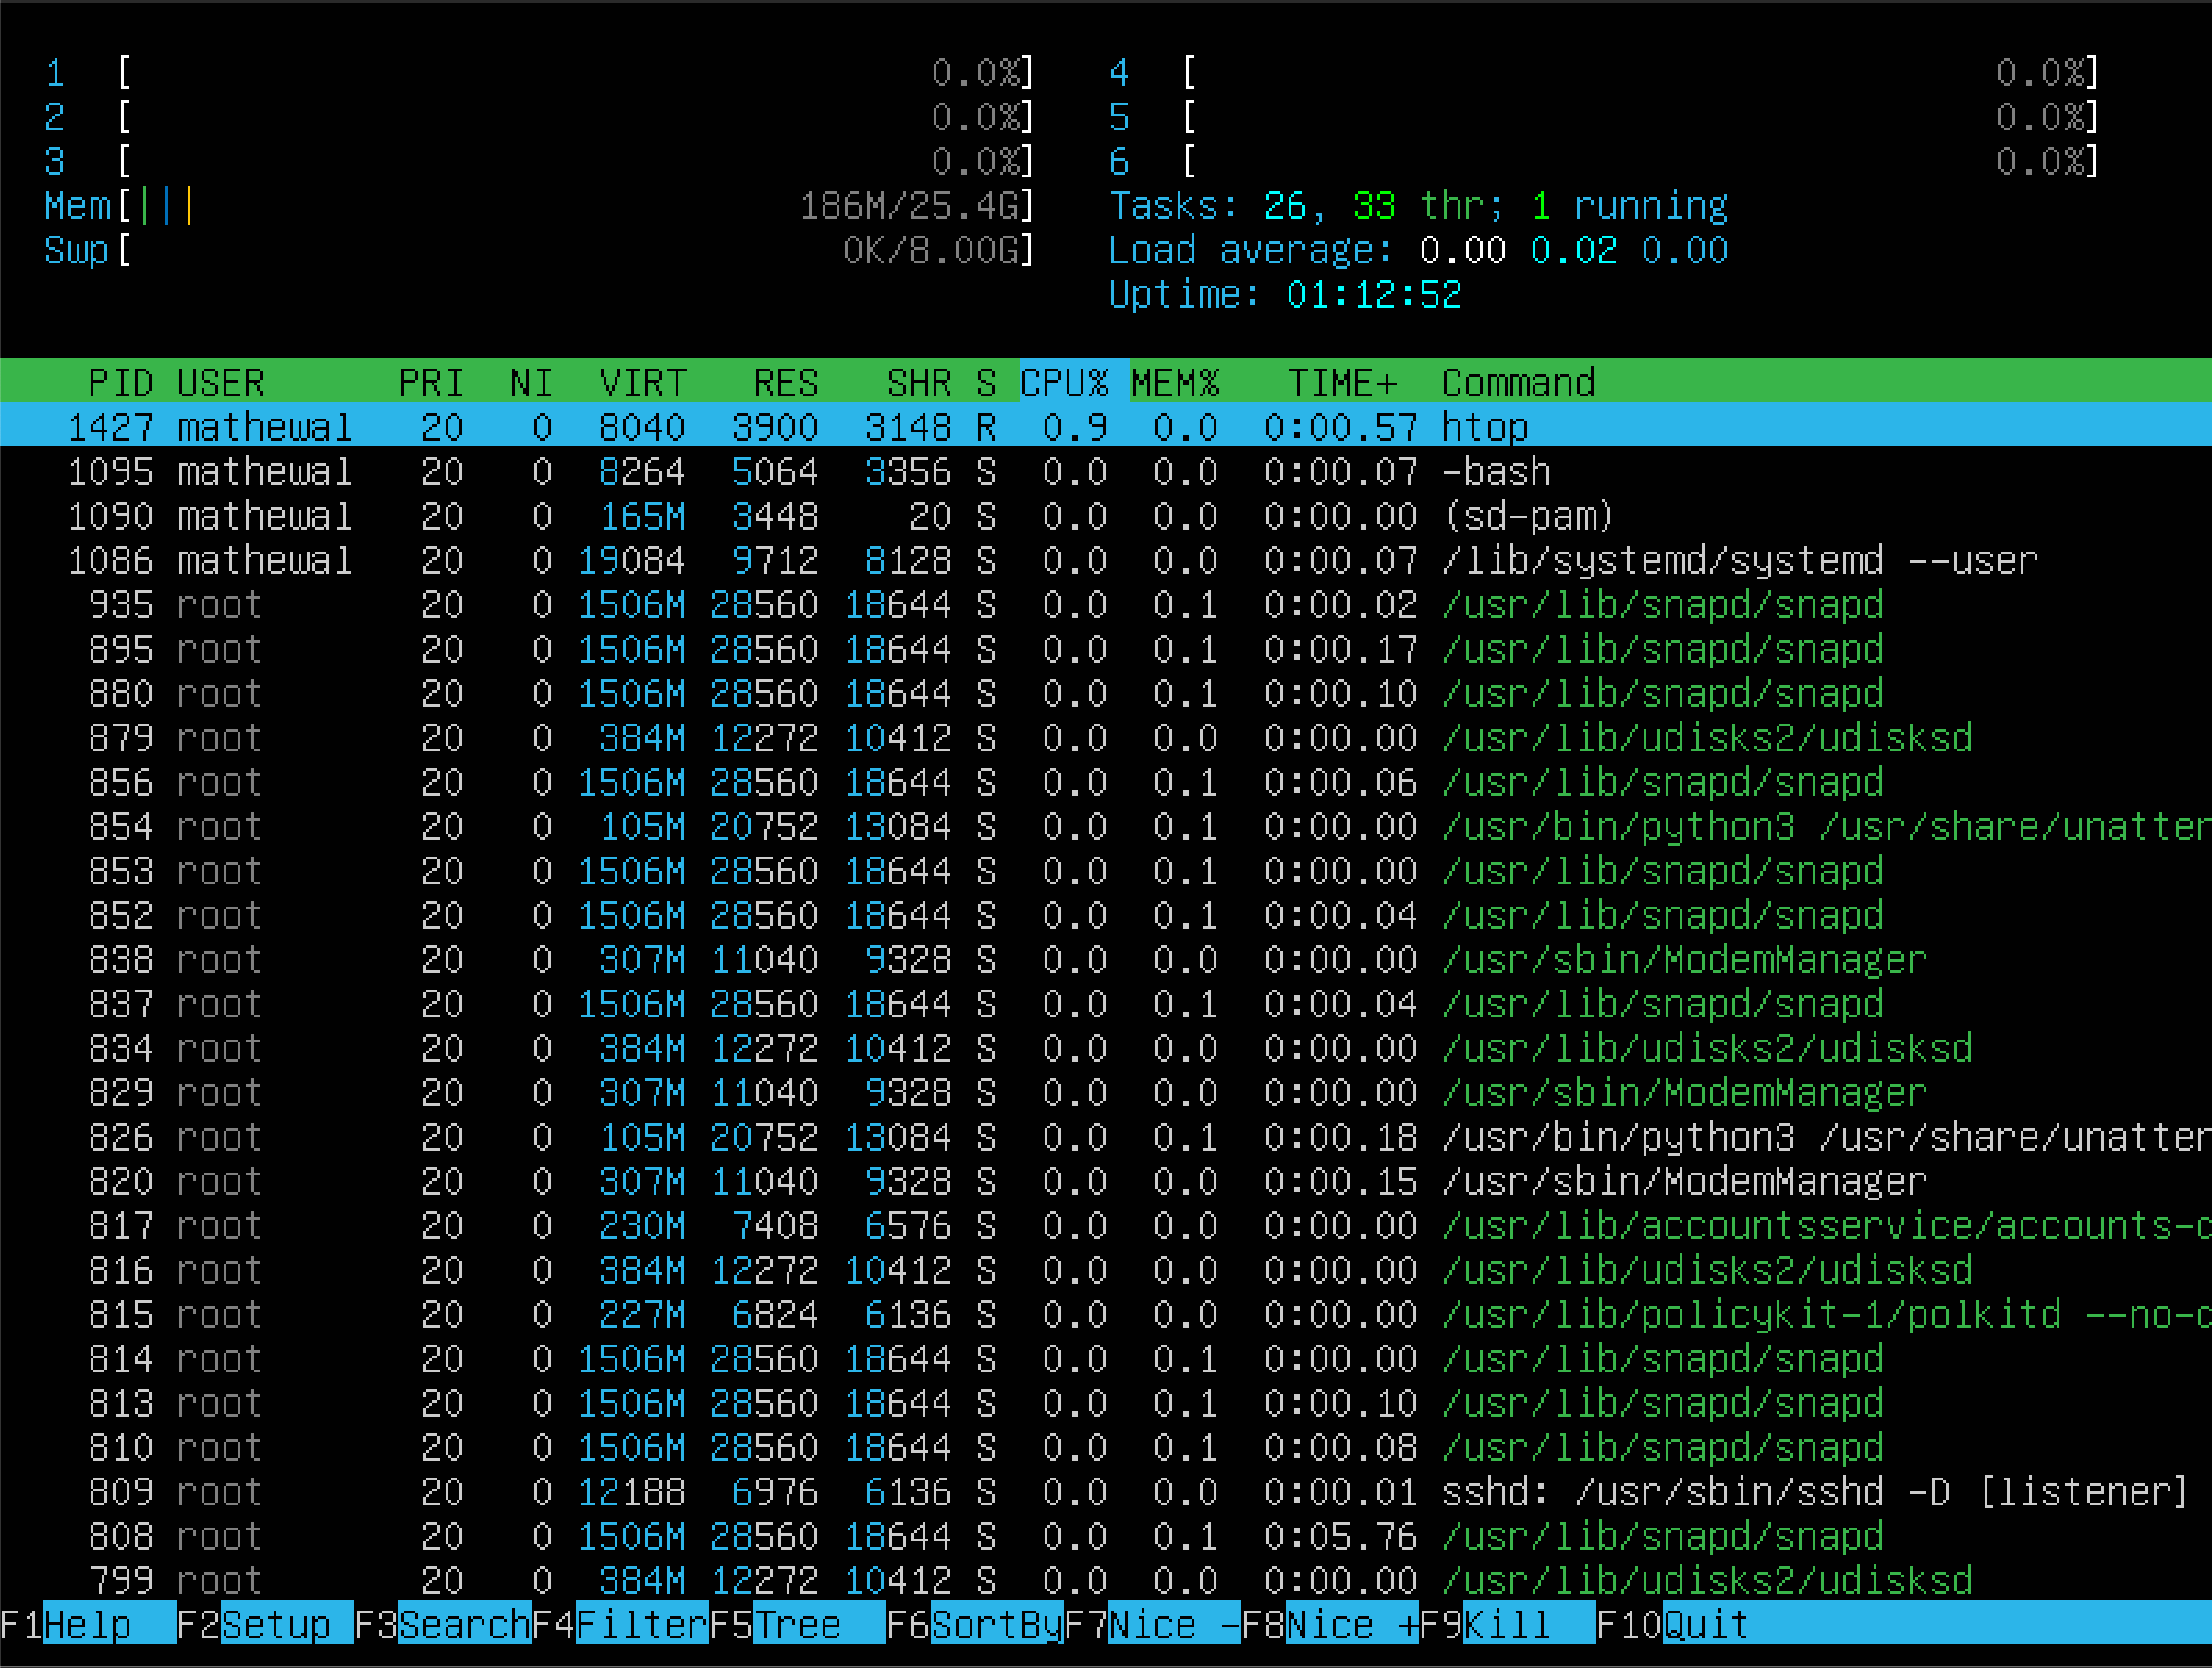 1 [ 0.0%] 4 [ 0.0%]
2 [ 0.0%] 5 [ 0.0%]
3 [ 0.0%] 6 [ 0.0%]
Mem[||| 186M/25.4G] Tasks: 26, 33 thr; 1 running
Swp[ 0K/8.00G] Load average: 0.00 0.02 0.00
Uptime: 01:12:52
PID USER PRI NI VIRT RES SHR S CPU% MEM% TIME+ Command
1427 mathewal 20 0 8040 3900 3148 R 0.9 0.0 0:00.57 htop
1095 mathewal 20 0 8264 5064 3356 S 0.0 0.0 0:00.07 -bash
1090 mathewal 20 0 165M 3448 20 S 0.0 0.0 0:00.00 (sd-pam)
1086 mathewal 20 0 19084 9712 8128 S 0.0 0.0 0:00.07 /lib/systemd/systemd --user
935 root 20 0 1506M 28560 18644 S 0.0 0.1 0:00.02 /usr/lib/snapd/snapd
895 root 20 0 1506M 28560 18644 S 0.0 0.1 0:00.17 /usr/lib/snapd/snapd
880 root 20 0 1506M 28560 18644 S 0.0 0.1 0:00.10 /usr/lib/snapd/snapd
879 root 20 0 384M 12272 10412 S 0.0 0.0 0:00.00 /usr/lib/udisks2/udisksd
856 root 20 0 1506M 28560 18644 S 0.0 0.1 0:00.06 /usr/lib/snapd/snapd
854 root 20 0 105M 20752 13084 S 0.0 0.1 0:00.00 /usr/bin/python3 /usr/share/unatter
853 root 20 0 1506M 28560 18644 S 0.0 0.1 0:00.00 /usr/lib/snapd/snapd
852 root 20 0 1506M 28560 18644 S 0.0 0.1 0:00.04 /usr/lib/snapd/snapd
838 root 20 0 307M 11040 9328 S 0.0 0.0 0:00.00 /usr/sbin/ModemManager
837 root 20 0 1506M 28560 18644 S 0.0 0.1 0:00.04 /usr/lib/snapd/snapd
834 root 20 0 384M 12272 10412 S 0.0 0.0 0:00.00 /usr/lib/udisks2/udisksd
829 root 20 0 307M 11040 9328 S 0.0 0.0 0:00.00 /usr/sbin/ModemManager
826 root 20 0 105M 20752 13084 S 0.0 0.1 0:00.18 /usr/bin/python3 /usr/share/unatter
820 root 20 0 307M 11040 9328 S 0.0 0.0 0:00.15 /usr/sbin/ModemManager
817 root 20 0 230M 7408 6576 S 0.0 0.0 0:00.00 /usr/lib/accountsservice/accounts-c
816 root 20 0 384M 12272 10412 S 0.0 0.0 0:00.00 /usr/lib/udisks2/udisksd
815 root 20 0 227M 6824 6136 S 0.0 0.0 0:00.00 /usr/lib/policykit-1/polkitd --no-c
814 root 20 0 1506M 28560 18644 S 0.0 0.1 0:00.00 /usr/lib/snapd/snapd
813 root 20 0 1506M 28560 18644 S 0.0 0.1 0:00.10 /usr/lib/snapd/snapd
810 root 20 0 1506M 28560 18644 S 0.0 0.1 0:00.08 /usr/lib/snapd/snapd
809 root 20 0 12188 6976 6136 S 0.0 0.0 0:00.01 sshd: /usr/sbin/sshd -D [listener]
808 root 20 0 1506M 28560 18644 S 0.0 0.1 0:05.76 /usr/lib/snapd/snapd
799 root 20 0 384M 12272 10412 S 0.0 0.0 0:00.00 /usr/lib/udisks2/udisksd
F1Help F2Setup F3SearchF4FilterF5Tree F6SortByF7Nice -F8Nice +F9Kill F10Quit